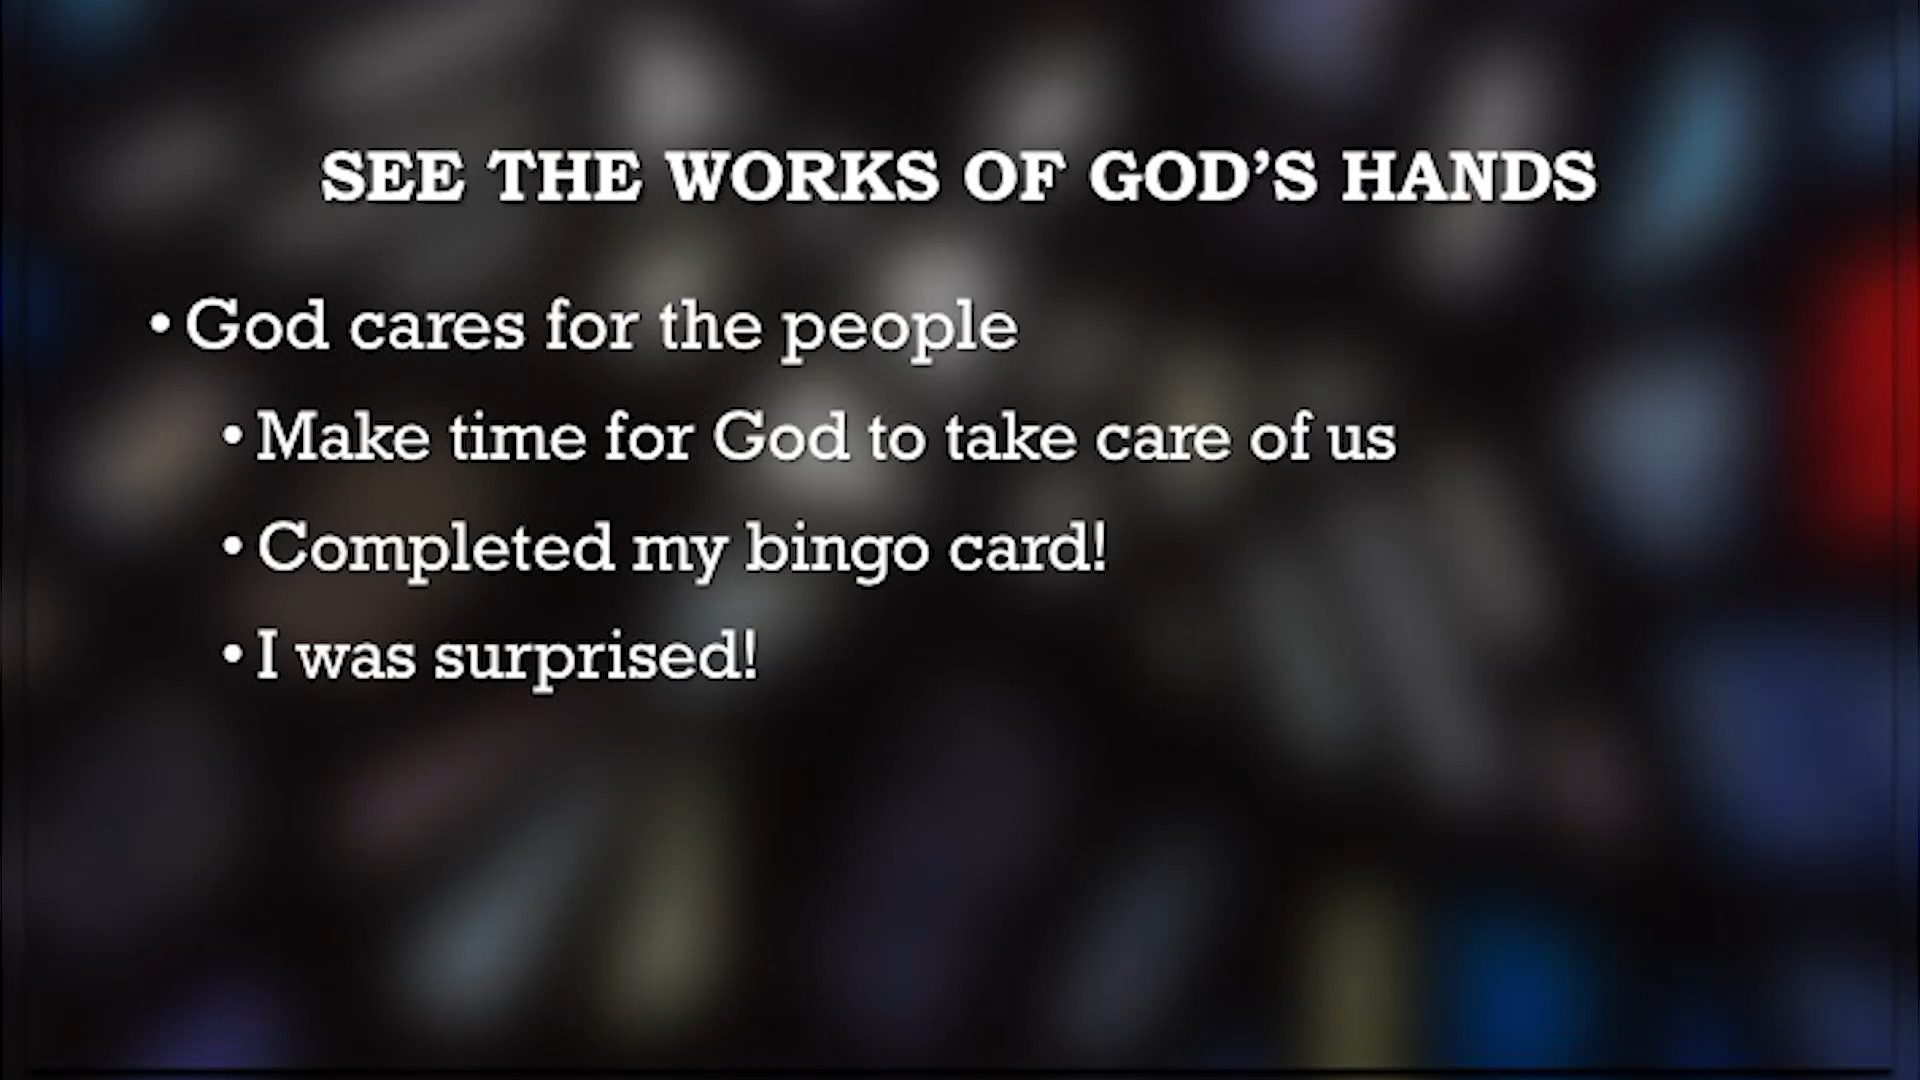 SEE THE WORKS OF GOD’S HANDS
• God cares for the people
• Make time for God to take care of us
• Completed my bingo card!
• I was surprised!